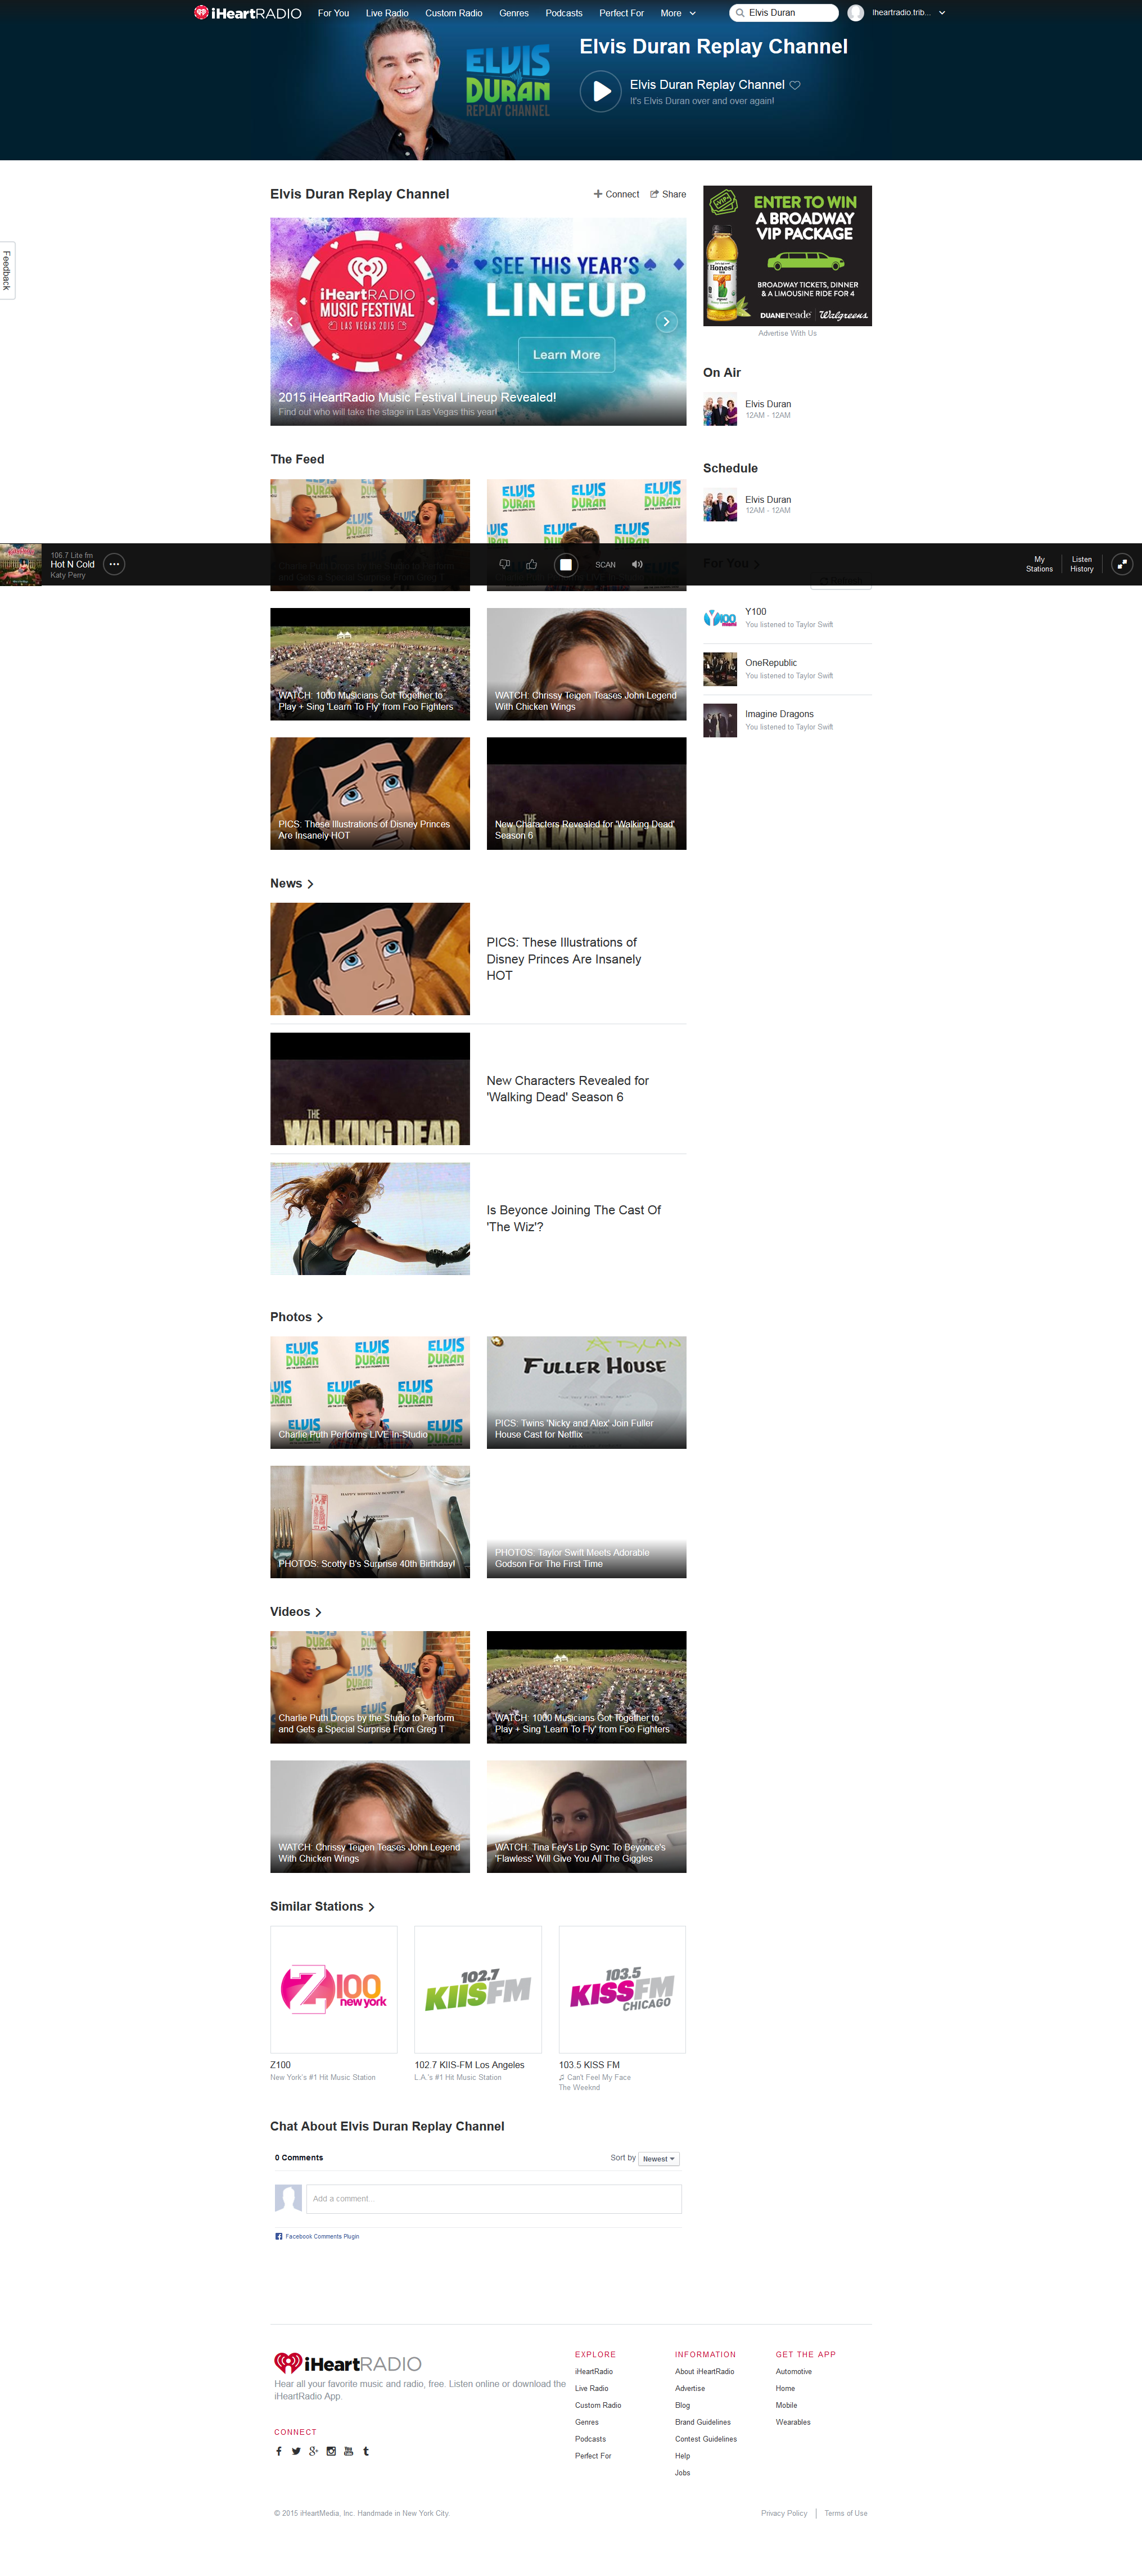 iHeartRADIO
For You
Live Radio
Custom Radio
Genres
Podcasts
Perfect For
More
Elvis Duran
Iheartradio.trib...
ELVIS
DURAN
REPLAY CHANNEL
Elvis Duran Replay Channel
Elvis Duran Replay Channel
It's Elvis Duran over and over again!
Feedback
Elvis Duran Replay Channel
Connect
Share
iHeartRADIO
MUSIC FESTIVAL
LAS VEGAS 2015
SEE THIS YEAR'S
LINEUP
Learn More
2015 iHeartRadio Music Festival Lineup Revealed!
Find out who will take the stage in Las Vegas this year!
ENTER TO WIN
A BROADWAY
VIP PACKAGE
Honest
BROADWAY TICKETS, DINNER
& A LIMOUSINE RIDE FOR 4
DUANEreade
Walgreens
Advertise With Us
On Air
Elvis Duran
12AM - 12AM
Schedule
Elvis Duran
12AM - 12AM
The Feed
106.7 Lite fm
Hot N Cold
Katy Perry
SCAN
My
Stations
Listen
History
For You
Y100
You listened to Taylor Swift
OneRepublic
You listened to Taylor Swift
Imagine Dragons
You listened to Taylor Swift
WATCH: 1000 Musicians Got Together to
Play + Sing 'Learn To Fly' from Foo Fighters
WATCH: Chrissy Teigen Teases John Legend
With Chicken Wings
PICS: These Illustrations of Disney Princes
Are Insanely HOT
New Characters Revealed for 'Walking Dead'
Season 6
News
PICS: These Illustrations of
Disney Princes Are Insanely
HOT
THE
WALKING DEAD
New Characters Revealed for
'Walking Dead' Season 6
Is Beyonce Joining The Cast Of
'The Wiz'?
Photos
ELVIS
DURAN
Charlie Puth Performs LIVE In-Studio
FULLER HOUSE
PICS: Twins 'Nicky and Alex' Join Fuller
House Cast for Netflix
PHOTOS: Scotty B's Surprise 40th Birthday!
PHOTOS: Taylor Swift Meets Adorable
Godson For The First Time
Videos
Charlie Puth Drops by the Studio to Perform
and Gets a Special Surprise From Greg T
WATCH: 1000 Musicians Got Together to
Play + Sing 'Learn To Fly' from Foo Fighters
WATCH: Chrissy Teigen Teases John Legend
With Chicken Wings
WATCH: Tina Fey's Lip Sync To Beyonce's
'Flawless' Will Give You All The Giggles
Similar Stations
Z100
new york
102.7
KIISFM
103.5
KISSFM
CHICAGO
Z100
New York's #1 Hit Music Station
102.7 KIIS-FM Los Angeles
L.A.'s #1 Hit Music Station
103.5 KISS FM
Can't Feel My Face
The Weeknd
Chat About Elvis Duran Replay Channel
0 Comments
Sort by
Newest
Add a comment...
Facebook Comments Plugin
iHeartRADIO
Hear all your favorite music and radio, free. Listen online or download the
iHeartRadio App.
CONNECT
EXPLORE
iHeartRadio
Live Radio
Custom Radio
Genres
Podcasts
Perfect For
INFORMATION
About iHeartRadio
Advertise
Blog
Brand Guidelines
Contest Guidelines
Help
Jobs
GET THE APP
Automotive
Home
Mobile
Wearables
© 2015 iHeartMedia, Inc. Handmade in New York City.
Privacy Policy
Terms of Use